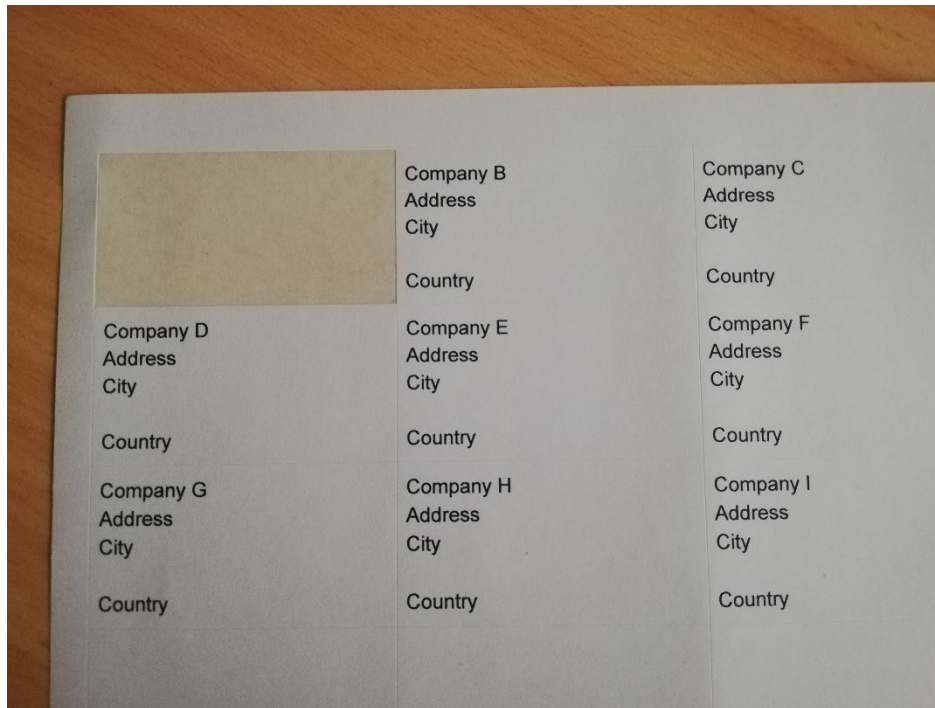 Company B
Address
City
Country
Company C
Address
City
Country
Company D
Address
City
Country
Company E
Address
City
Country
Company F
Address
City
Country
Company G
Address
City
Country
Company H
Address
City
Country
Company I
Address
City
Country